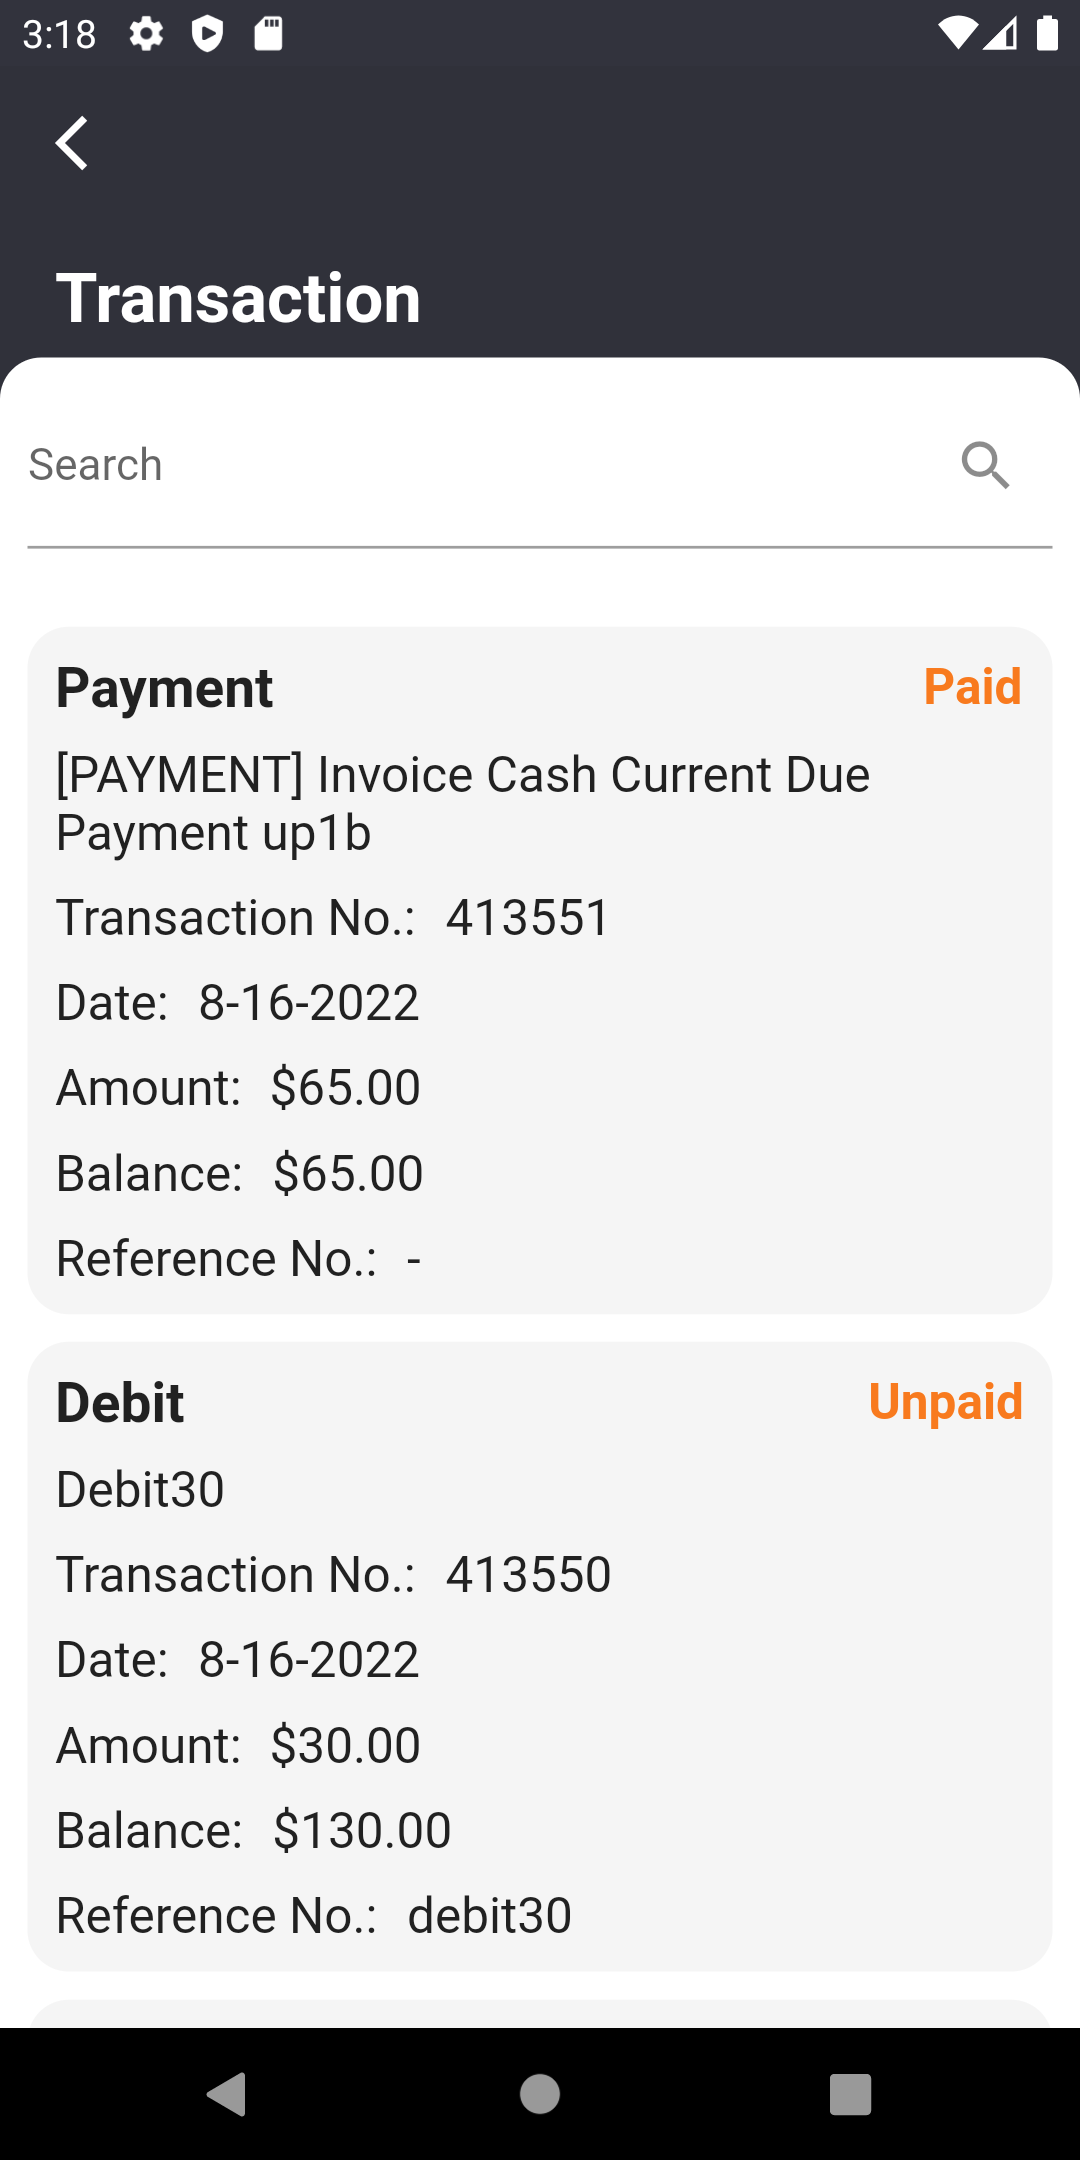 3:18
Transaction
Search
Payment Paid
[PAYMENT] Invoice Cash Current Due
Payment up1b
Transaction No.: 413551
Date: 8-16-2022
Amount: $65.00
Balance: $65.00
Reference No.: -
Debit Unpaid
Debit30
Transaction No.: 413550
Date: 8-16-2022
Amount: $30.00
Balance: $130.00
Reference No.: debit30